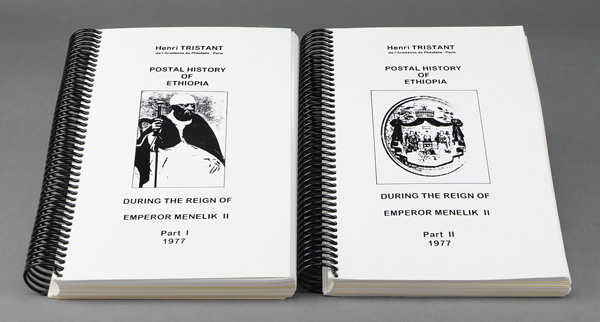 Henri TRISTANT
de l'Académie de Philatélie - Paris
POSTAL HISTORY
OF
ETHIOPIA
DURING THE REIGN OF
EMPEROR MENELIK II
Part I
1977
Henri TRISTANT
de l'Académie de Philatélie - Paris
POSTAL HISTORY
OF
ETHIOPIA
DURING THE REIGN OF
EMPEROR MENELIK II
Part II
1977